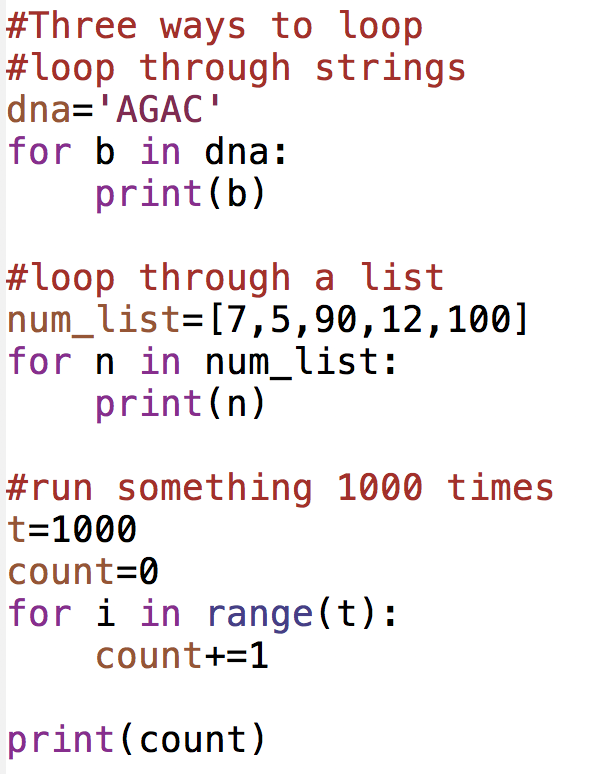 #Three ways to loop
#loop through strings
dna='AGAC'
for b in dna:
    print(b)

#loop through a list
num_list=[7,5,90,12,100]
for n in num_list:
    print(n)

#run something 1000 times
t=1000
count=0
for i in range(t):
    count+=1

print(count)